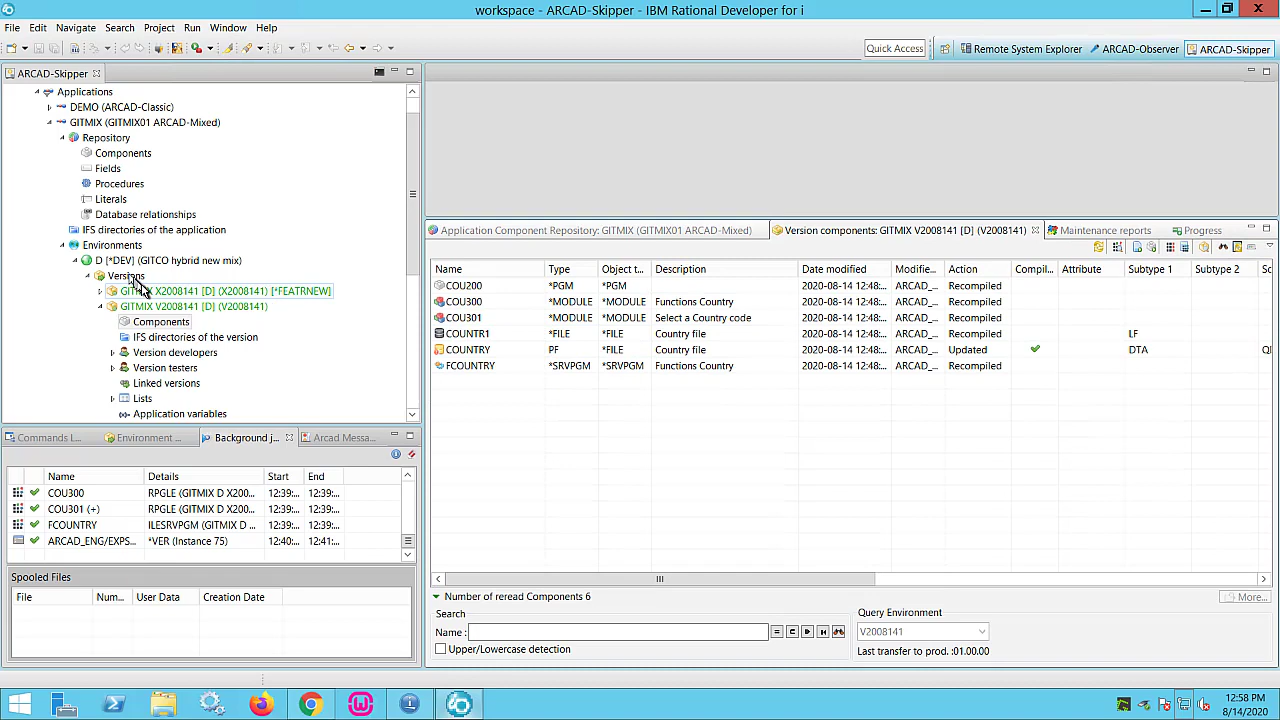 workspace - ARCAD-Skipper - IBM Rational Developer for i
File Edit Navigate Search Project Run Window Help
Quick Access Remote System Explorer ARCAD-Observer ARCAD-Skipper
ARCAD-Skipper
Applications
DEMO (ARCAD-Classic)
GITMIX (GITMIX01 ARCAD-Mixed)
Repository
Components
Fields
Procedures
Literals
Database relationships
IFS directories of the application
Environments
D [*DEV] (GITCO hybrid new mix)
Versions
GITMIX X2008141 [D] (X2008141) [*FEATRNEW]
GITMIX V2008141 [D] (V2008141)
Components
IFS directories of the version
Version developers
Version testers
Linked versions
Lists
Application variables
Application Component Repository: GITMIX (GITMIX01 ARCAD-Mixed) Version components: GITMIX V2008141 [D] (V2008141) Maintenance reports Progress
Name Type Object t... Description Date modified Modifie... Action Compil... Attribute Subtype 1 Subtype 2 Sc
COU200 *PGM *PGM 2020-08-14 12:48:... ARCAD_... Recompiled
COU300 *MODULE *MODULE Functions Country 2020-08-14 12:48:... ARCAD_... Recompiled
COU301 *MODULE *MODULE Select a Country code 2020-08-14 12:48:... ARCAD_... Recompiled
COUNTR1 *FILE *FILE Country file 2020-08-14 12:48:... ARCAD_... Recompiled LF
COUNTRY PF *FILE Country file 2020-08-14 12:48:... ARCAD_... Updated DTA
FCOUNTRY *SRVPGM *SRVPGM Functions Country 2020-08-14 12:48:... ARCAD_... Recompiled
Number of reread Components 6 More...
Search
Name :
Upper/Lowercase detection
Query Environment
V2008141
Last transfer to prod. :01.00.00
Commands L... Environment ... Background j... Arcad Messa...
Name Details Start End
COU300 RPGLE (GITMIX D X200... 12:39:... 12:39:...
COU301 (+) RPGLE (GITMIX D X200... 12:39:... 12:39:...
FCOUNTRY ILESRVPGM (GITMIX D ... 12:39:... 12:39:...
ARCAD_ENG/EXPS... *VER (Instance 75) 12:40:... 12:41:...
Spooled Files
File Num... User Data Creation Date
12:58 PM
8/14/2020